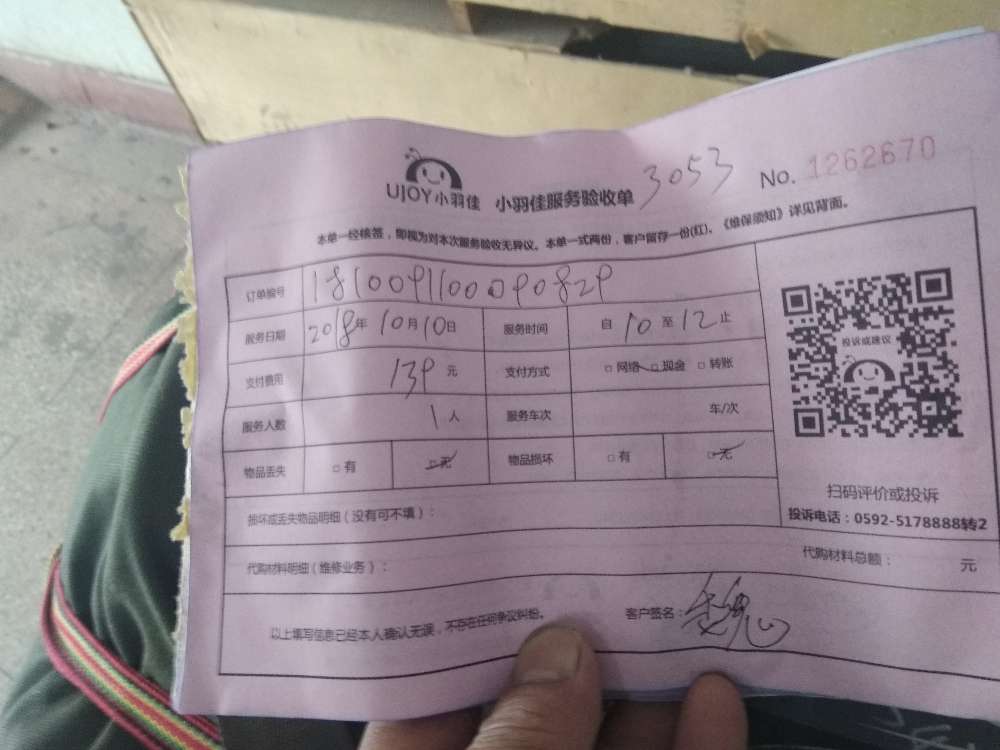 UJOY小羽佳 小羽佳服务验收单 3053 No. 1262670
本单一经核签，即视为对本次服务验收无异议。本单一式两份，客户留存一份(红)。《维保须知》详见背面。
订单编号 1810091100090829
服务日期 2018年 10月10日 服务时间 自 10 至 12 止
支付费用 139 元 支付方式 □ 网络 □ 现金 □ 转账
服务人数 1人 服务车次 车/次
物品丢失 □ 有 □ 无 物品损坏 □ 有 □ 无
投诉或建议
扫码评价或投诉
投诉电话：0592-5178888转2
损坏或丢失物品明细（没有可不填）：
代购材料明细（维修业务）： 代购材料总额： 元
以上填写信息已经本人确认无误，不存在任何争议纠纷。 客户签名：